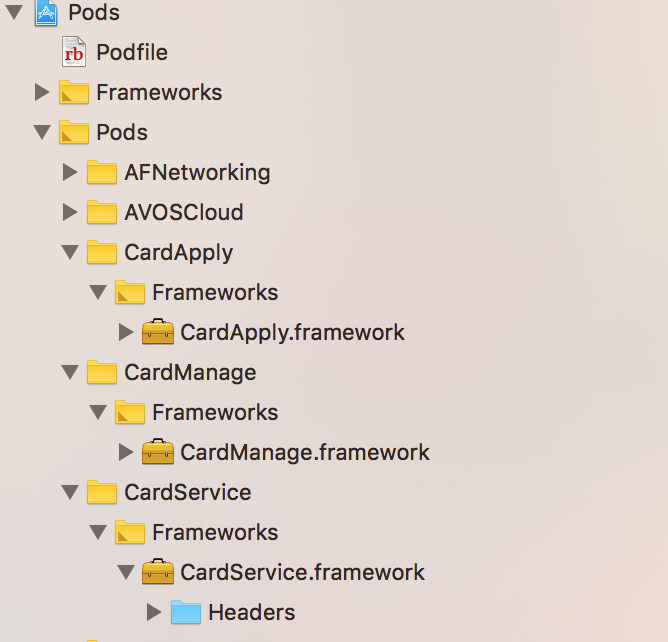 Pods
rb Podfile
Frameworks
Pods
AFNetworking
AVOSCloud
CardApply
Frameworks
CardApply.framework
CardManage
Frameworks
CardManage.framework
CardService
Frameworks
CardService.framework
Headers